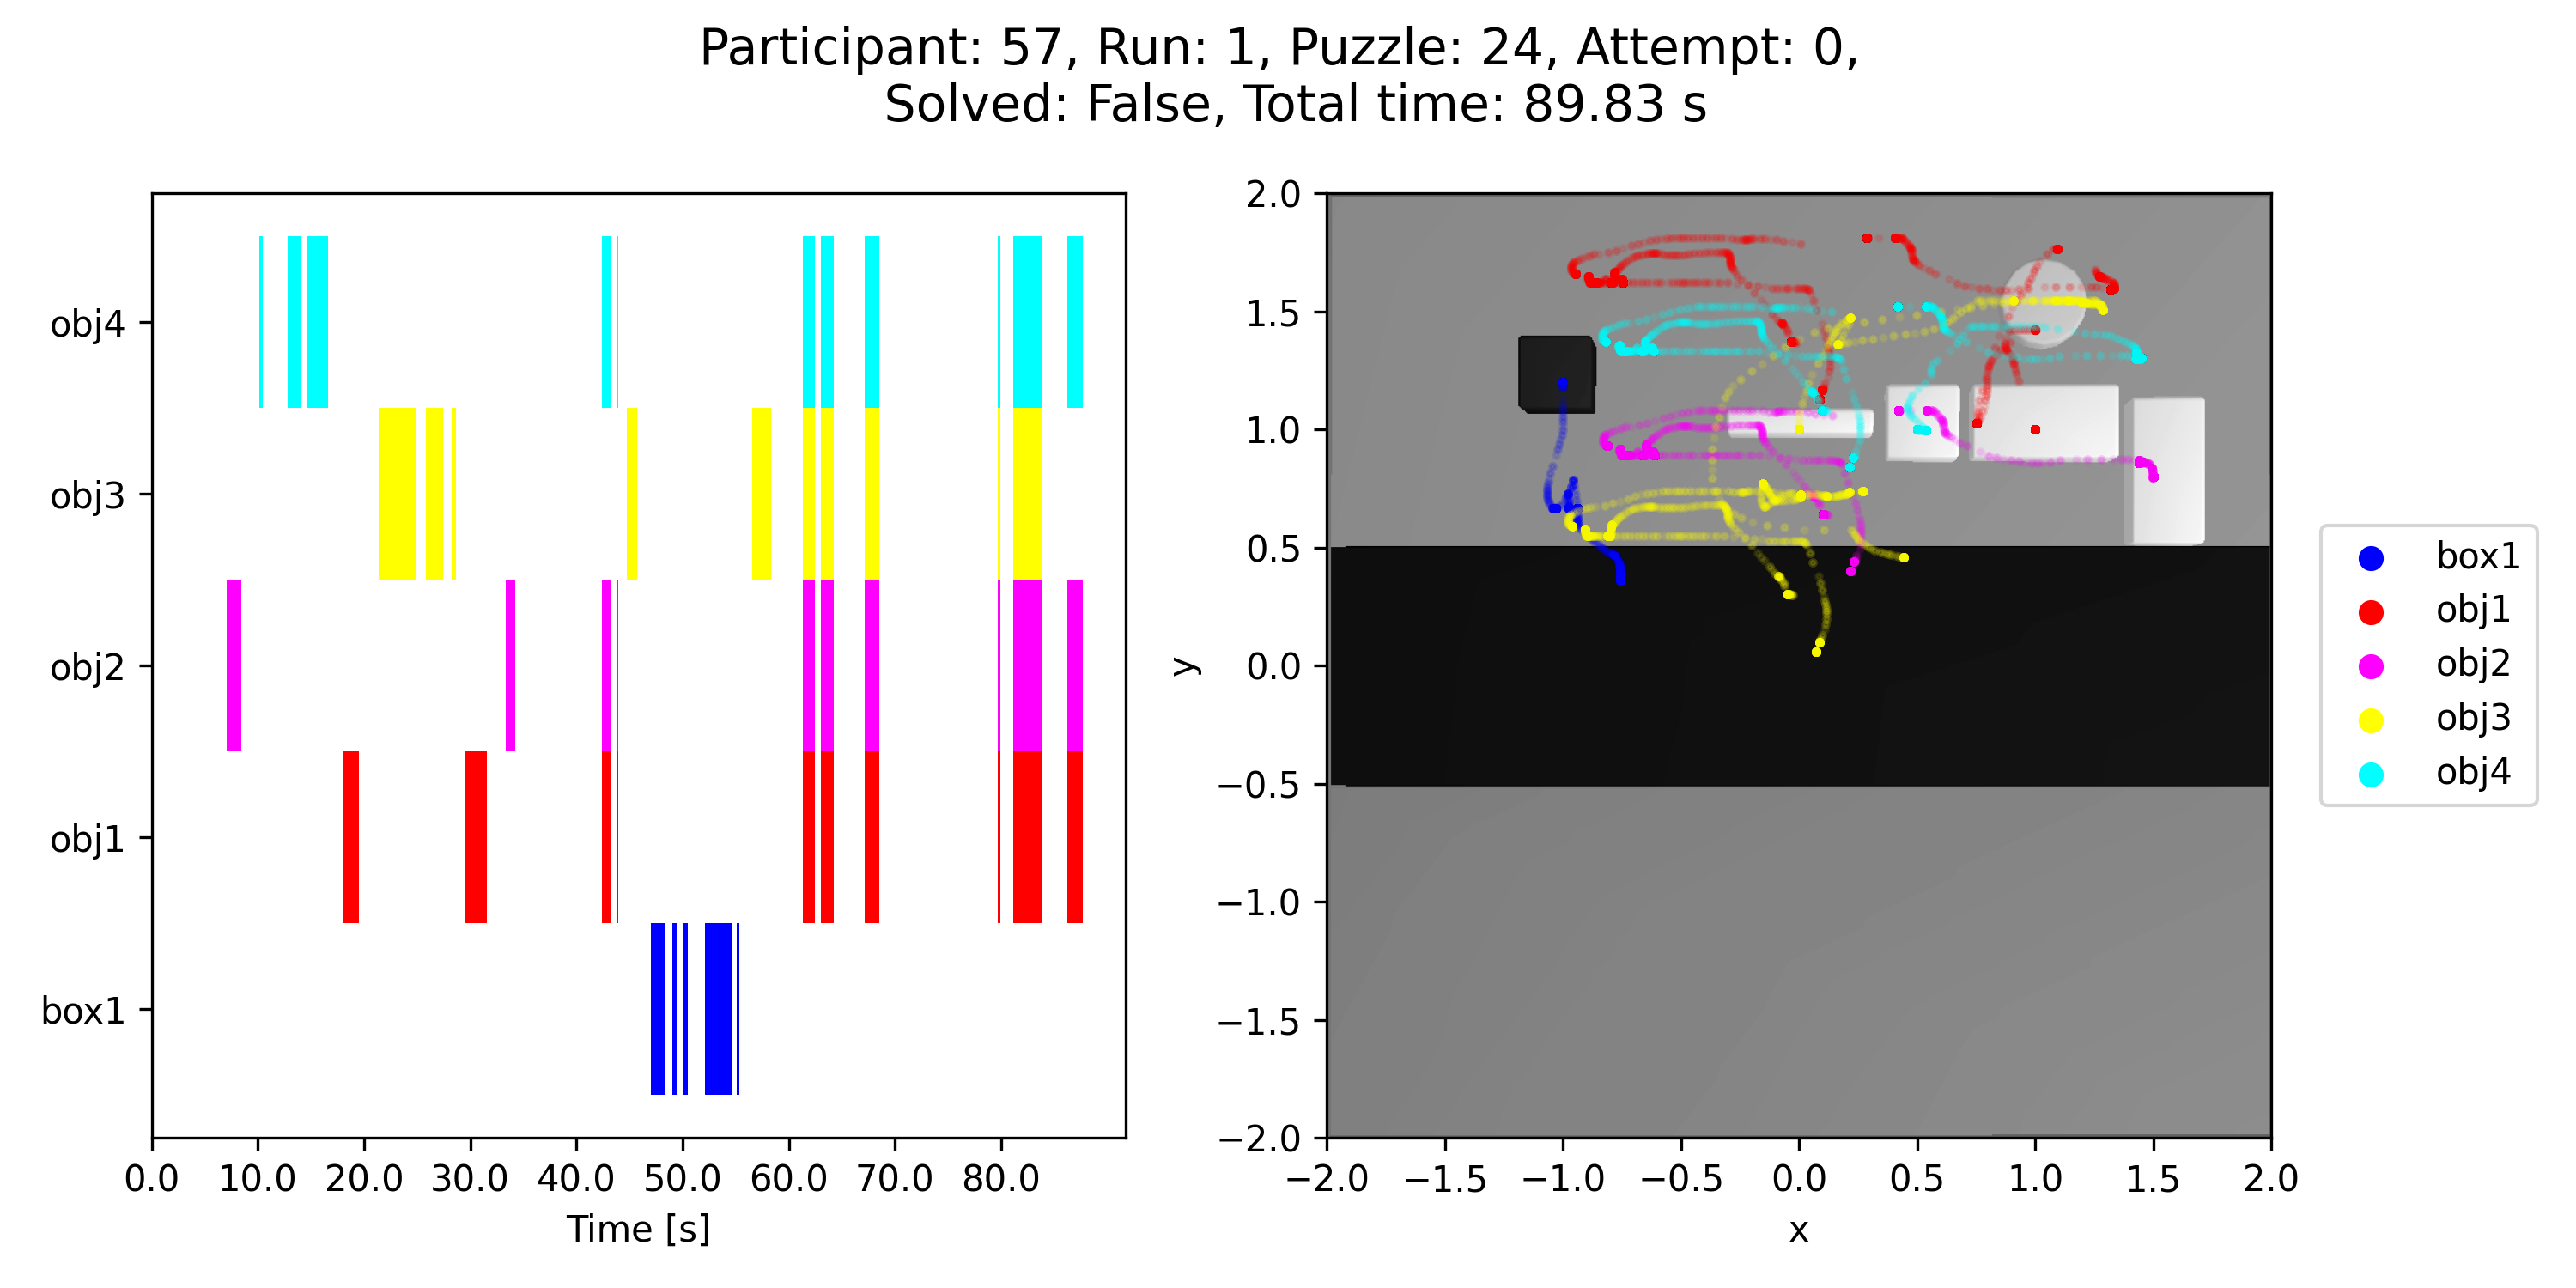 Participant: 57, Run: 1, Puzzle: 24, Attempt: 0,
Solved: False, Total time: 89.83 s
obj4
obj3
obj2
obj1
box1
0.0 10.0 20.0 30.0 40.0 50.0 60.0 70.0 80.0
Time [s]
2.0
1.5
1.0
0.5
0.0
−0.5
−1.0
−1.5
−2.0
y
−2.0 −1.5 −1.0 −0.5 0.0 0.5 1.0 1.5 2.0
x
box1
obj1
obj2
obj3
obj4